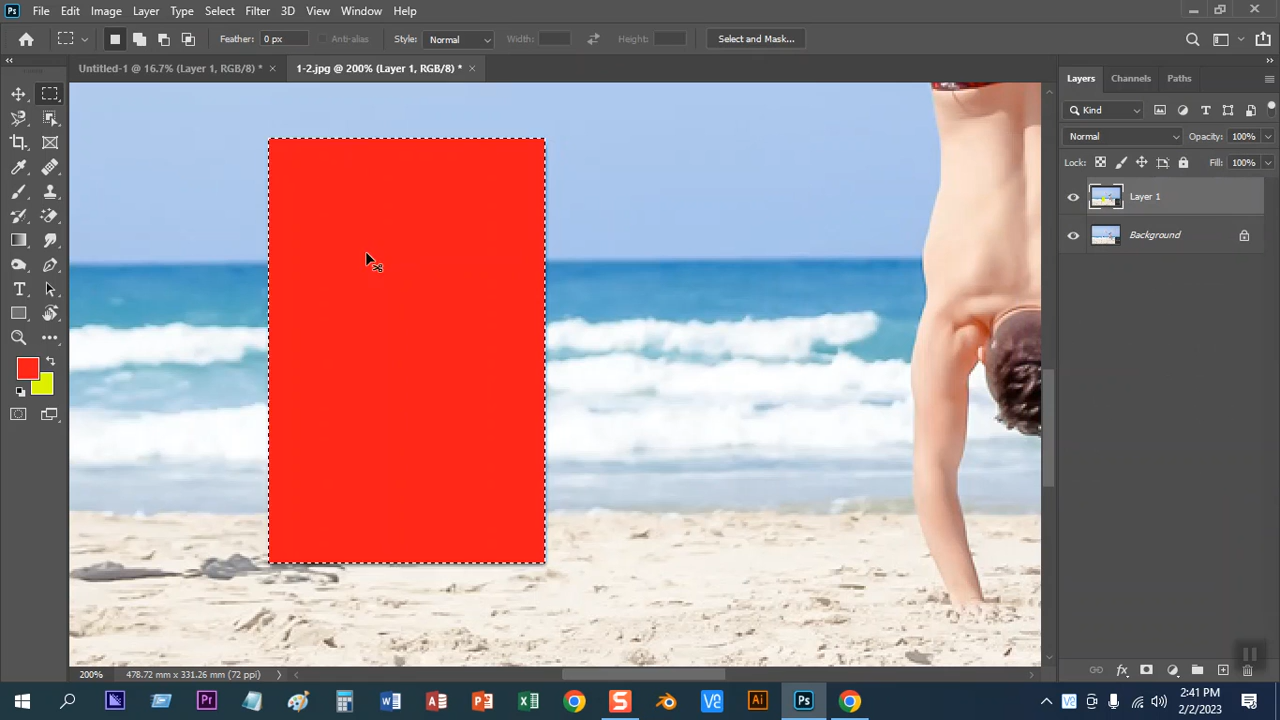 Ps File Edit Image Layer Type Select Filter 3D View Window Help
Feather: 0 px Anti-alias Style: Normal Width: Height: Select and Mask...
Untitled-1 @ 16.7% (Layer 1, RGB/8) * × 1-2.jpg @ 200% (Layer 1, RGB/8) * ×
Layers Channels Paths
Kind
Normal Opacity: 100%
Lock: Fill: 100%
Layer 1
Background
200% 478.72 mm x 331.26 mm (72 ppi)
2:41 PM
2/2/2023